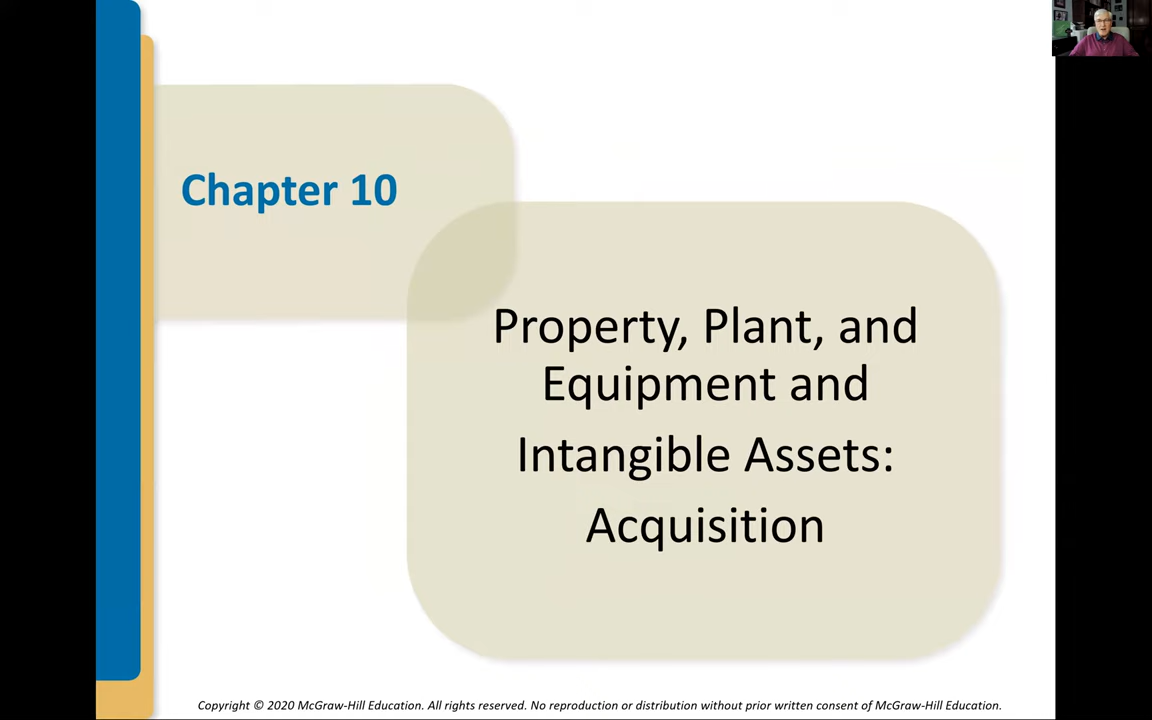 Chapter 10
Property, Plant, and
Equipment and
Intangible Assets:
Acquisition
Copyright © 2020 McGraw-Hill Education. All rights reserved. No reproduction or distribution without prior written consent of McGraw-Hill Education.